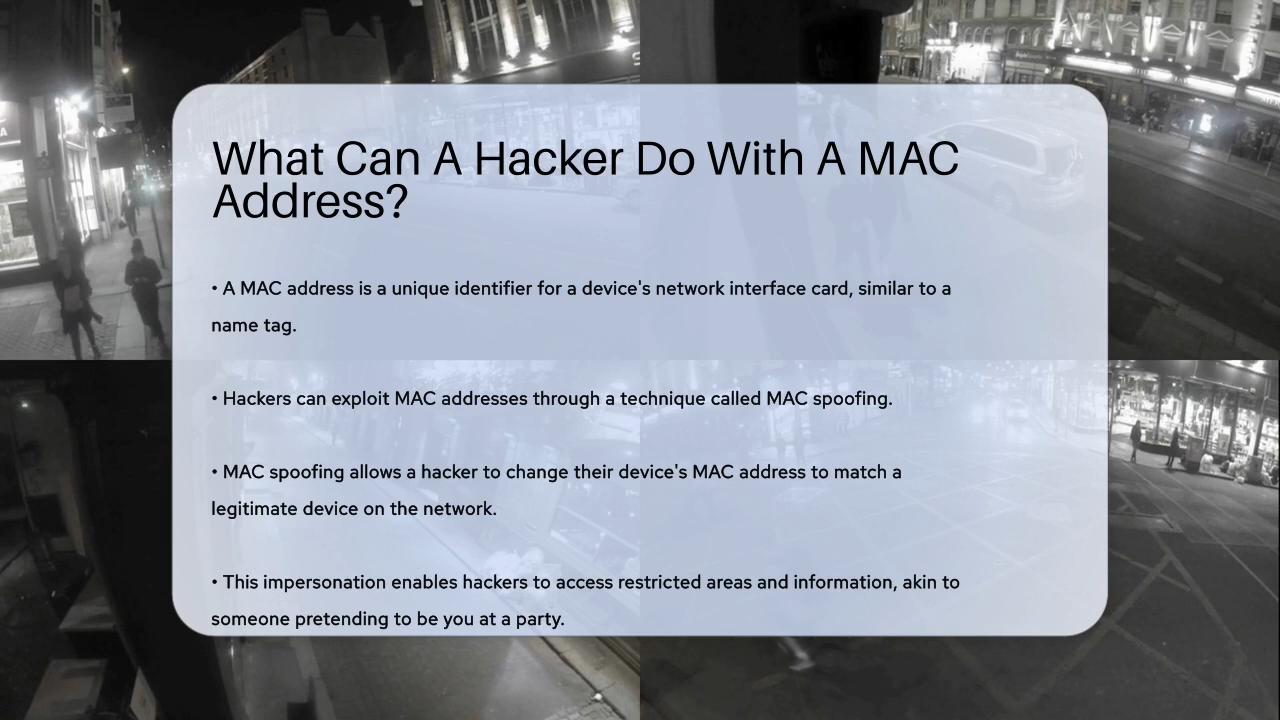 What Can A Hacker Do With A MAC
Address?
• A MAC address is a unique identifier for a device's network interface card, similar to a
name tag.
• Hackers can exploit MAC addresses through a technique called MAC spoofing.
• MAC spoofing allows a hacker to change their device's MAC address to match a
legitimate device on the network.
• This impersonation enables hackers to access restricted areas and information, akin to
someone pretending to be you at a party.